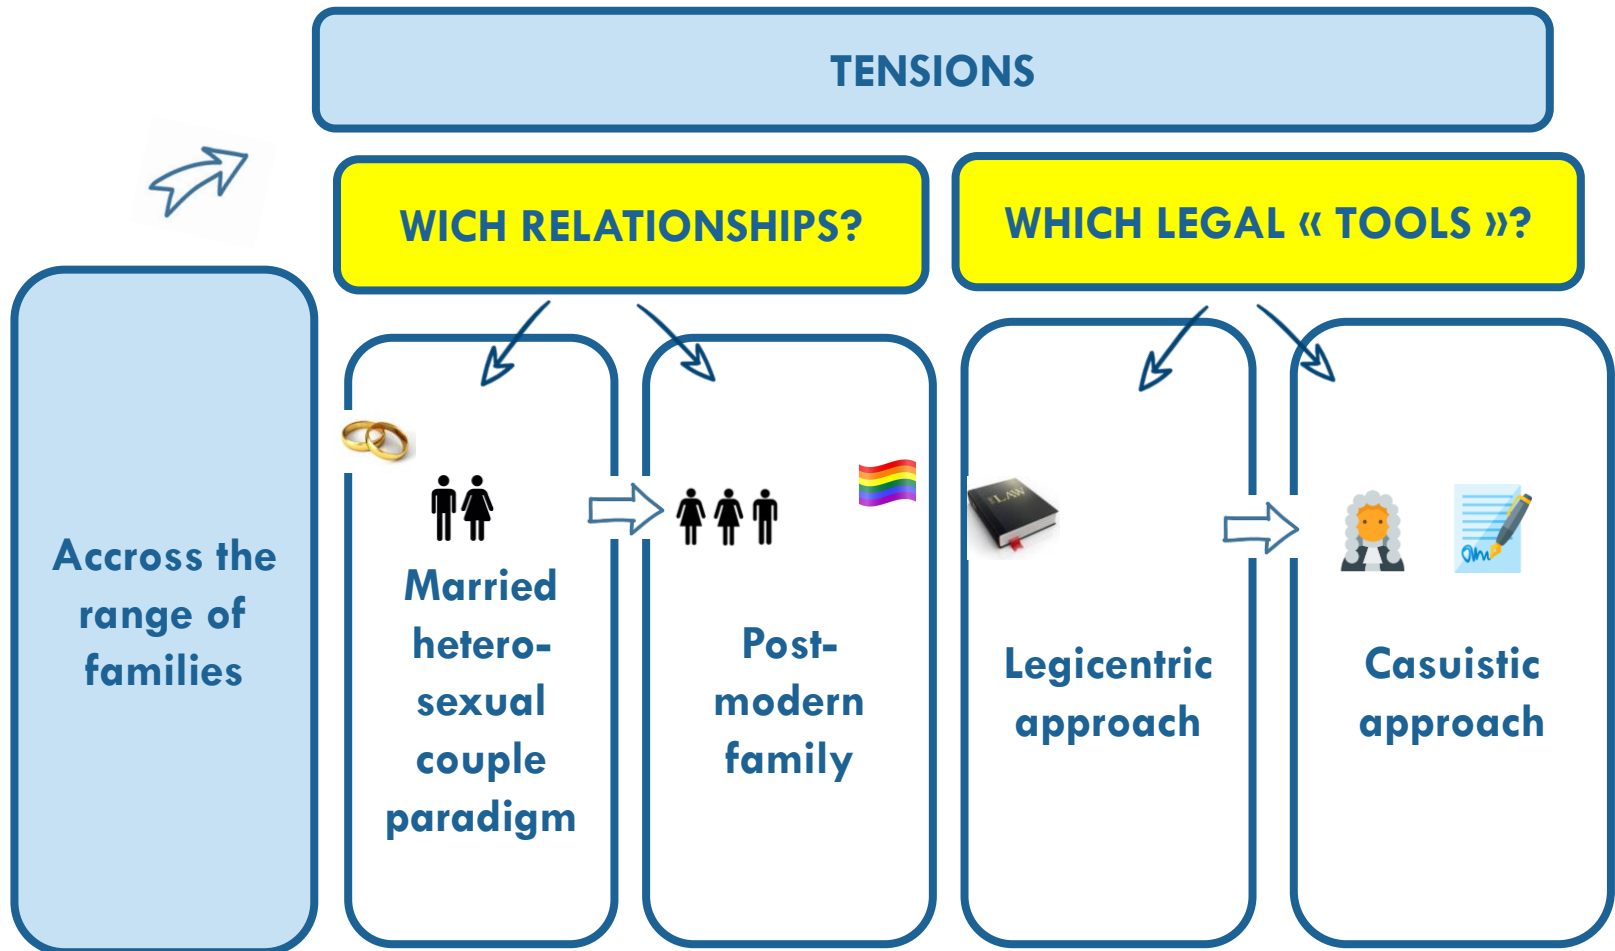 TENSIONS
WICH RELATIONSHIPS?
WHICH LEGAL « TOOLS »?
Accross the
range of
families
Married
hetero-
sexual
couple
paradigm
Post-
modern
family
LAW
Legicentric
approach
Casuistic
approach